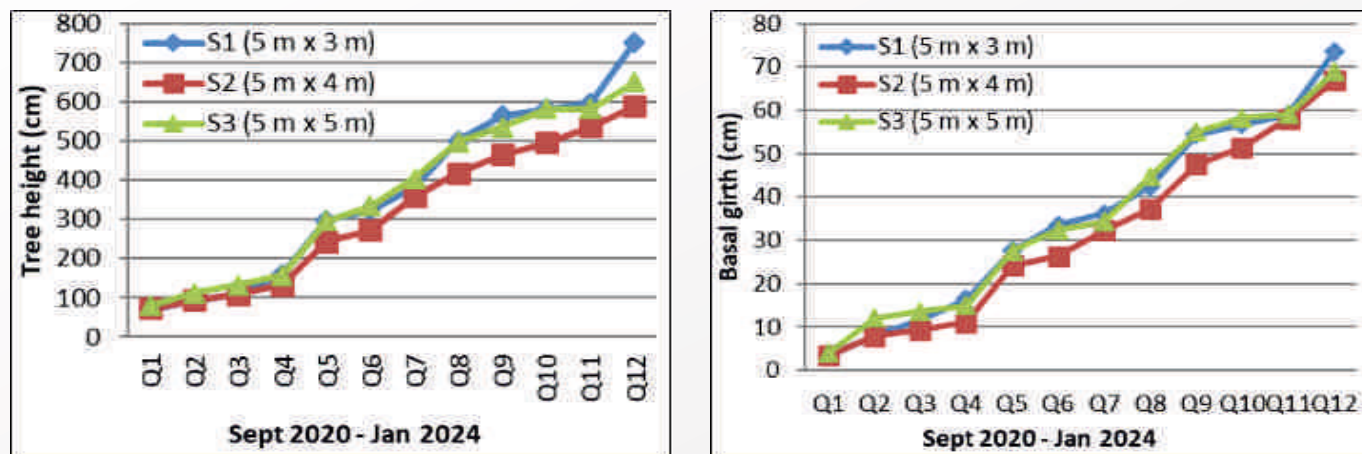 800
700
600
500
400
300
200
100
0
Tree height (cm)
S1 (5 m x 3 m)
S2 (5 m x 4 m)
S3 (5 m x 5 m)
Q1 Q2 Q3 Q4 Q5 Q6 Q7 Q8 Q9 Q10 Q11 Q12
Sept 2020 - Jan 2024
80
70
60
50
40
30
20
10
0
Basal girth (cm)
S1 (5 m x 3 m)
S2 (5 m x 4 m)
S3 (5 m x 5 m)
Q1 Q2 Q3 Q4 Q5 Q6 Q7 Q8 Q9 Q10 Q11 Q12
Sept 2020 - Jan 2024